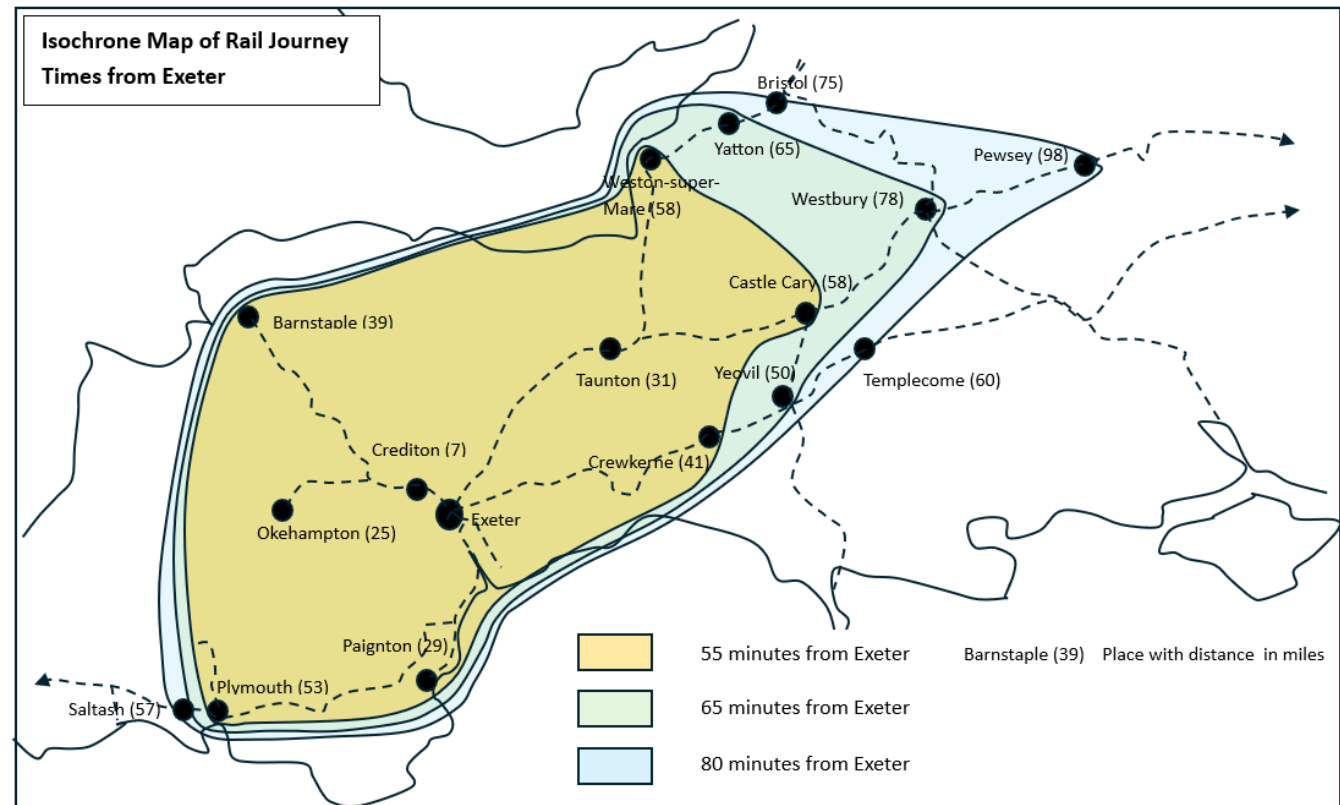 Isochrone Map of Rail Journey
Times from Exeter
Bristol (75)
Yatton (65)
Pewsey (98)
Weston-super-
Mare (58)
Westbury (78)
Castle Cary (58)
Barnstaple (39)
Taunton (31)
Yeovil (50)
Templecome (60)
Crediton (7)
Crewkerne (41)
Okehampton (25)
Exeter
Paignton (29)
Plymouth (53)
Saltash (57)
55 minutes from Exeter
Barnstaple (39) Place with distance in miles
65 minutes from Exeter
80 minutes from Exeter